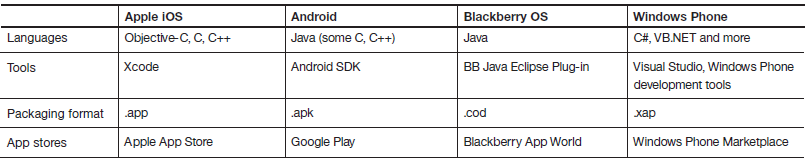 Apple iOS Android Blackberry OS Windows Phone
Languages Objective-C, C, C++ Java (some C, C++) Java C#, VB.NET and more
Tools Xcode Android SDK BB Java Eclipse Plug-in Visual Studio, Windows Phone
development tools
Packaging format .app .apk .cod .xap
App stores Apple App Store Google Play Blackberry App World Windows Phone Marketplace